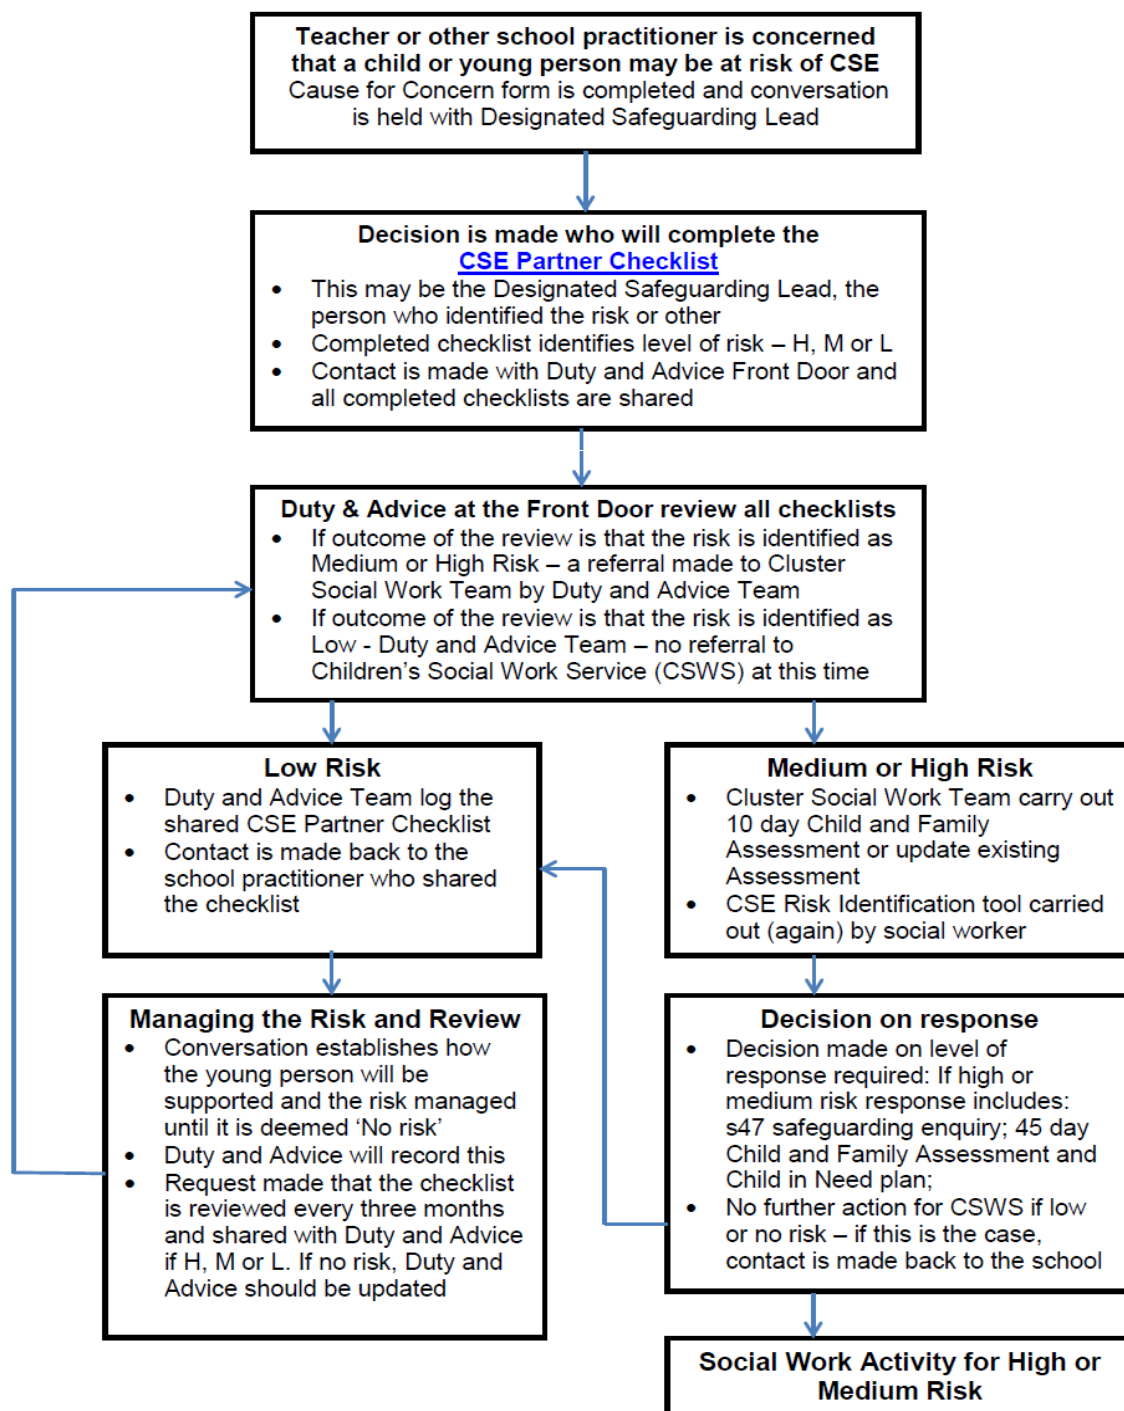 Teacher or other school practitioner is concerned
that a child or young person may be at risk of CSE
Cause for Concern form is completed and conversation
is held with Designated Safeguarding Lead
Decision is made who will complete the
CSE Partner Checklist
• This may be the Designated Safeguarding Lead, the
person who identified the risk or other
• Completed checklist identifies level of risk – H, M or L
• Contact is made with Duty and Advice Front Door and
all completed checklists are shared
Duty & Advice at the Front Door review all checklists
• If outcome of the review is that the risk is identified as
Medium or High Risk – a referral made to Cluster
Social Work Team by Duty and Advice Team
• If outcome of the review is that the risk is identified as
Low - Duty and Advice Team – no referral to
Children's Social Work Service (CSWS) at this time
Low Risk
• Duty and Advice Team log the
shared CSE Partner Checklist
• Contact is made back to the
school practitioner who shared
the checklist
Medium or High Risk
• Cluster Social Work Team carry out
10 day Child and Family
Assessment or update existing
Assessment
• CSE Risk Identification tool carried
out (again) by social worker
Managing the Risk and Review
• Conversation establishes how
the young person will be
supported and the risk managed
until it is deemed 'No risk'
• Duty and Advice will record this
• Request made that the checklist
is reviewed every three months
and shared with Duty and Advice
if H, M or L. If no risk, Duty and
Advice should be updated
Decision on response
• Decision made on level of
response required: If high or
medium risk response includes:
s47 safeguarding enquiry; 45 day
Child and Family Assessment and
Child in Need plan;
• No further action for CSWS if low
or no risk – if this is the case,
contact is made back to the school
Social Work Activity for High or
Medium Risk